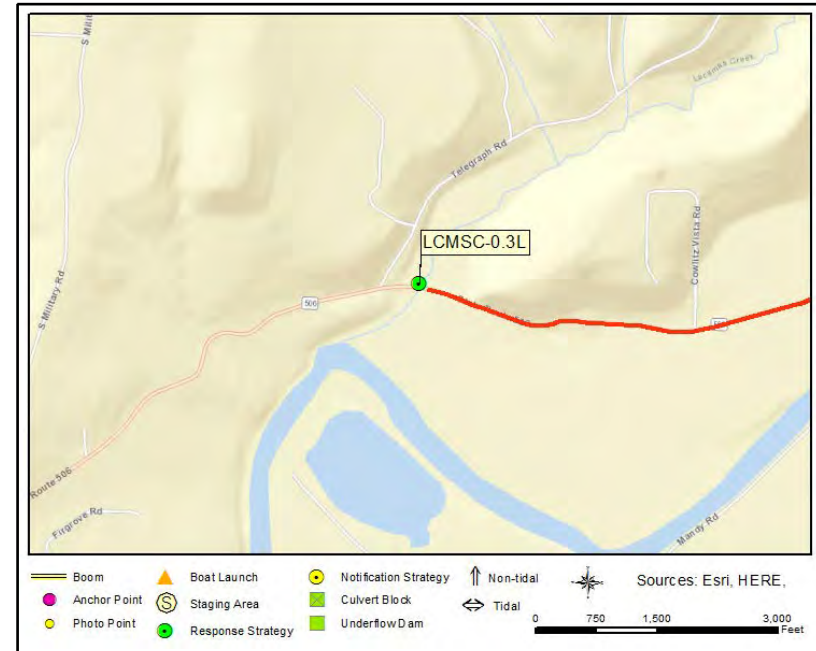 S Milit
Lacamas Creek
Telegraph Rd
LCMSC-0.3L
Cowlitz Vista Rd
S Military Rd
506
Route 506
Firgrove Rd
Mandy Rd
Boom
Boat Launch
Notification Strategy
Non-tidal
Sources: Esri, HERE,
Anchor Point
S
Staging Area
Culvert Block
Tidal
Photo Point
Response Strategy
Underflow Dam
0 750 1,500 3,000
Feet